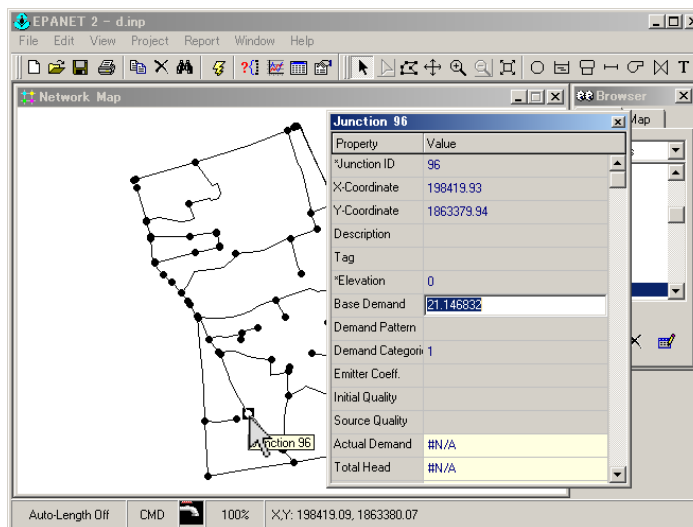 EPANET 2 - d.inp
File Edit View Project Report Window Help
T
Network Map
Browser
Map
s
Junction 96
Property Value
*Junction ID 96
X-Coordinate 198419.93
Y-Coordinate 1863379.94
Description
Tag
*Elevation 0
Base Demand 21.146832
Demand Pattern
Demand Categori 1
Emitter Coeff.
Initial Quality
Source Quality
Actual Demand #N/A
Total Head #N/A
Junction 96
Auto-Length Off CMD 100% X,Y: 198419.09, 1863380.07